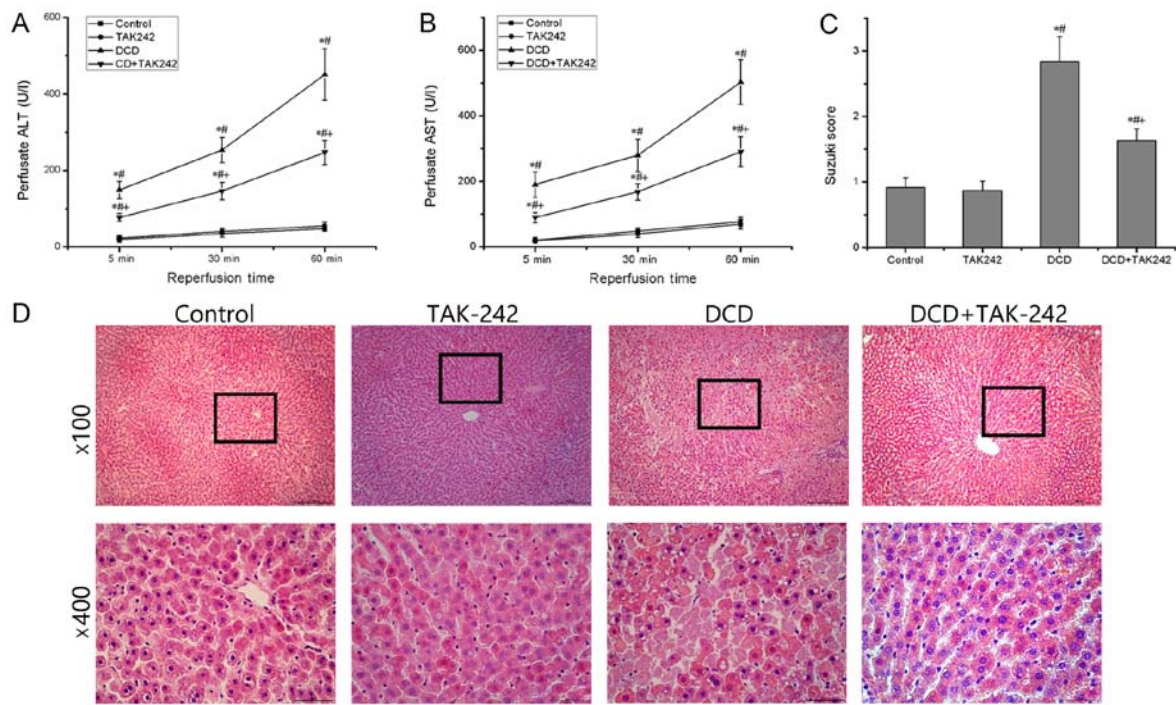 A
Perfusate ALT (U/l)
600
400
200
0
Control
TAK242
DCD
CD+TAK242
*#
*#
*#
*#+
*#+
*#+
5 min
30 min
60 min
Reperfusion time
B
Perfusate AST (U/l)
600
400
200
0
Control
TAK242
DCD
DCD+TAK242
*#
*#
*#
*#+
*#+
*#+
5 min
30 min
60 min
Reperfusion time
C
Suzuki score
3
2
1
0
*#
*#+
Control
TAK242
DCD
DCD+TAK242
D
Control
TAK-242
DCD
DCD+TAK-242
x100
x400